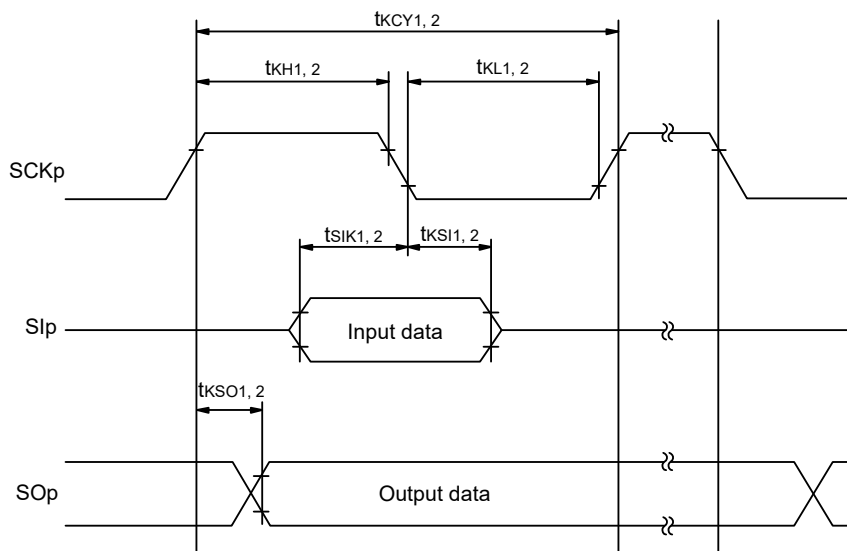 tKCY1, 2
tKH1, 2
tKL1, 2
SCKp
tSIK1, 2
tKSI1, 2
SIp
Input data
tKSO1, 2
SOp
Output data